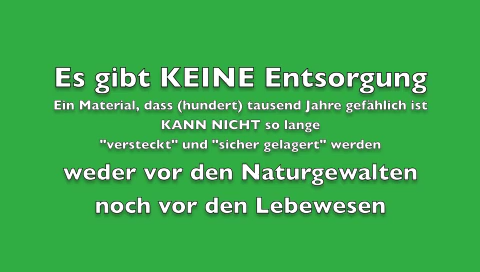 Es gibt KEINE Entsorgung
Ein Material, dass (hundert) tausend Jahre gefählich ist
KANN NICHT so lange
"versteckt" und "sicher gelagert" werden
weder vor den Naturgewalten
noch vor den Lebewesen